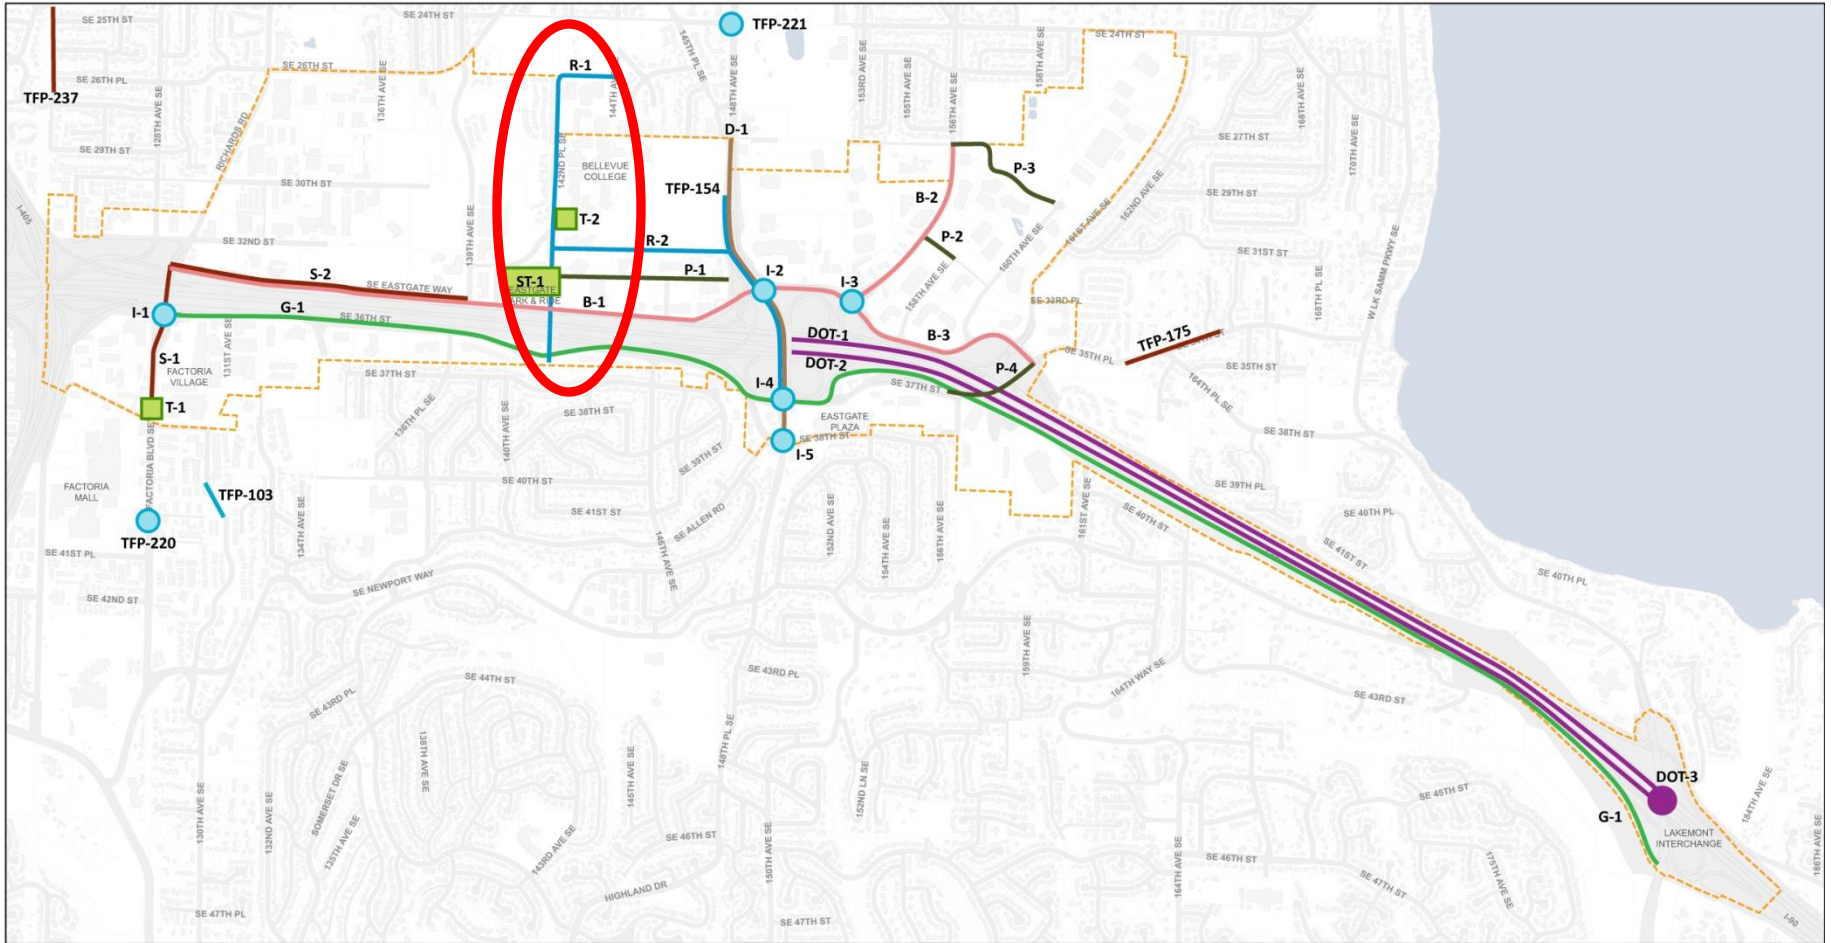 SE 25TH ST
SE 24TH ST
TFP-221
SE 24TH ST
145TH PL SE
148TH AVE SE
153RD AVE SE
155TH AVE SE
156TH AVE SE
158TH AVE SE
168TH AVE SE
R-1
SE 26TH ST
SE 26TH PL
TFP-237
128TH AVE SE
136TH AVE SE
144TH AV
RICHARDS RD
D-1
SE 27TH ST
170TH AVE SE
SE 29TH ST
142ND PL SE
BELLEVUE
COLLEGE
P-3
SE 30TH ST
TFP-154
B-2
162ND AVE SE
SE 29TH ST
I-405
T-2
139TH AVE SE
SE 32ND ST
R-2
P-2
160TH AVE SE
161ST AVE SE
SE 31ST ST
W LK SAMM PKWY SE
S-2
SE EASTGATE WAY
ST-1
EASTGATE
PARK & RIDE
P-1
I-2
I-3
158TH AVE SE
168TH PL SE
SE 33RD PL
I-1
G-1
SE 36TH ST
B-1
DOT-1
DOT-2
B-3
TFP-175
SE 35TH PL
SE 35TH ST
S-1
FACTORIA
VILLAGE
131ST AVE SE
SE 37TH ST
I-4
SE 37TH ST
P-4
164TH PL SE
T-1
136TH PL SE
140TH AVE SE
SE 38TH ST
EASTGATE
PLAZA
SE 38TH ST
I-5
SE 38TH ST
FACTORIA BLVD SE
SE 39TH ST
FACTORIA
MALL
TFP-103
SE 40TH ST
SE 39TH PL
134TH AVE SE
SE 41ST ST
SE ALLEN RD
152ND AVE SE
154TH AVE SE
156TH AVE SE
161ST AVE SE
SE 40TH ST
SE 40TH PL
TFP-220
SE 41ST PL
146TH AVE SE
SE 41ST ST
SE 40TH PL
SE NEWPORT WAY
SE 42ND ST
159TH AVE SE
SE 43RD PL
SE 44TH ST
SE 43RD PL
164TH WAY SE
SE 43RD ST
138TH AVE SE
148TH PL SE
SOMERSET DR SE
145TH AVE SE
152ND LN SE
DOT-3
130TH AVE SE
132ND AVE SE
SE 45TH ST
184TH AVE SE
G-1
LAKEMONT
INTERCHANGE
135TH AVE SE
143RD AVE SE
SE 46TH ST
150TH AVE SE
164TH AVE SE
SE 46TH ST
SE 47TH ST
175TH AVE SE
186TH AVE SE
HIGHLAND DR
SE 47TH PL
SE 47TH ST
I-90